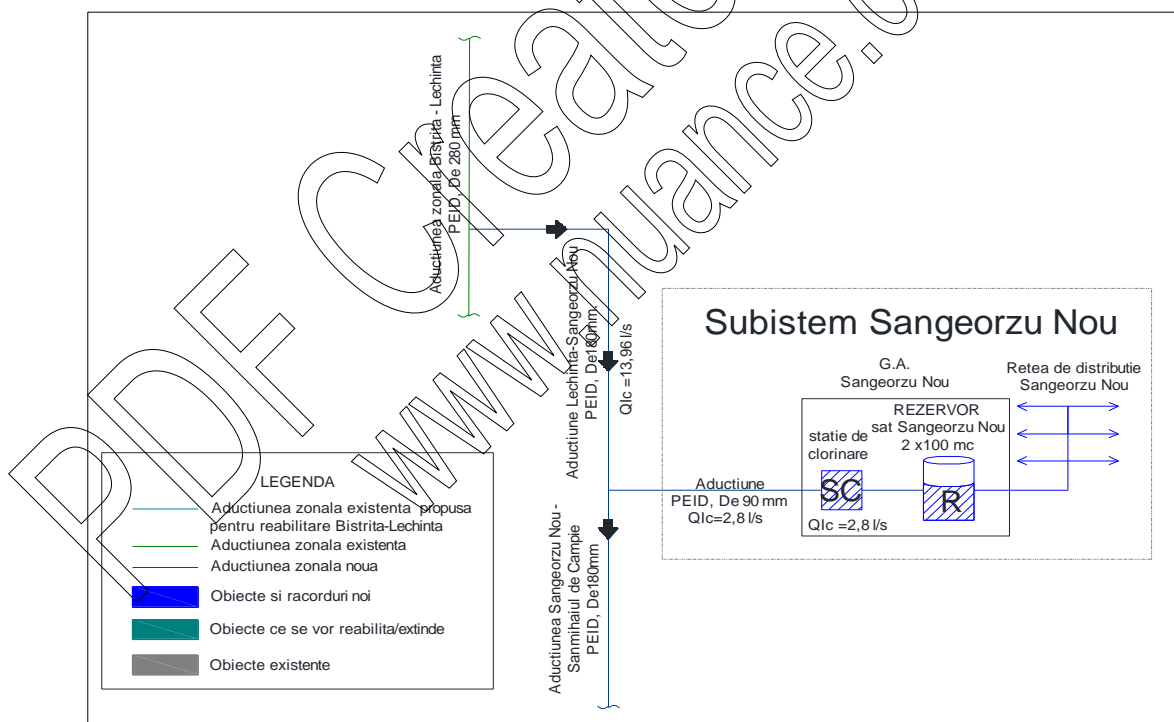 Aductiunea zonala Bistrita - Lechinta
PEID, De 280 mm
Aductiune Lechinta-Sangeorzu Nou
PEID, De180mm
QIc =13,96 l/s
Subistem Sangeorzu Nou
G.A.
Sangeorzu Nou
Retea de distributie
Sangeorzu Nou
REZERVOR
sat Sangeorzu Nou
2 x100 mc
statie de
clorinare
SC
R
QIc =2,8 l/s
Aductiune
PEID, De 90 mm
QIc=2,8 l/s
Aductiunea Sangeorzu Nou -
Sanmihaiul de Campie
PEID, De180mm
LEGENDA
Aductiunea zonala existenta propusa
pentru reabilitare Bistrita-Lechinta
Aductiunea zonala existenta
Aductiunea zonala noua
Obiecte si racorduri noi
Obiecte ce se vor reabilita/extinde
Obiecte existente
PDF Creato
www.nuance.